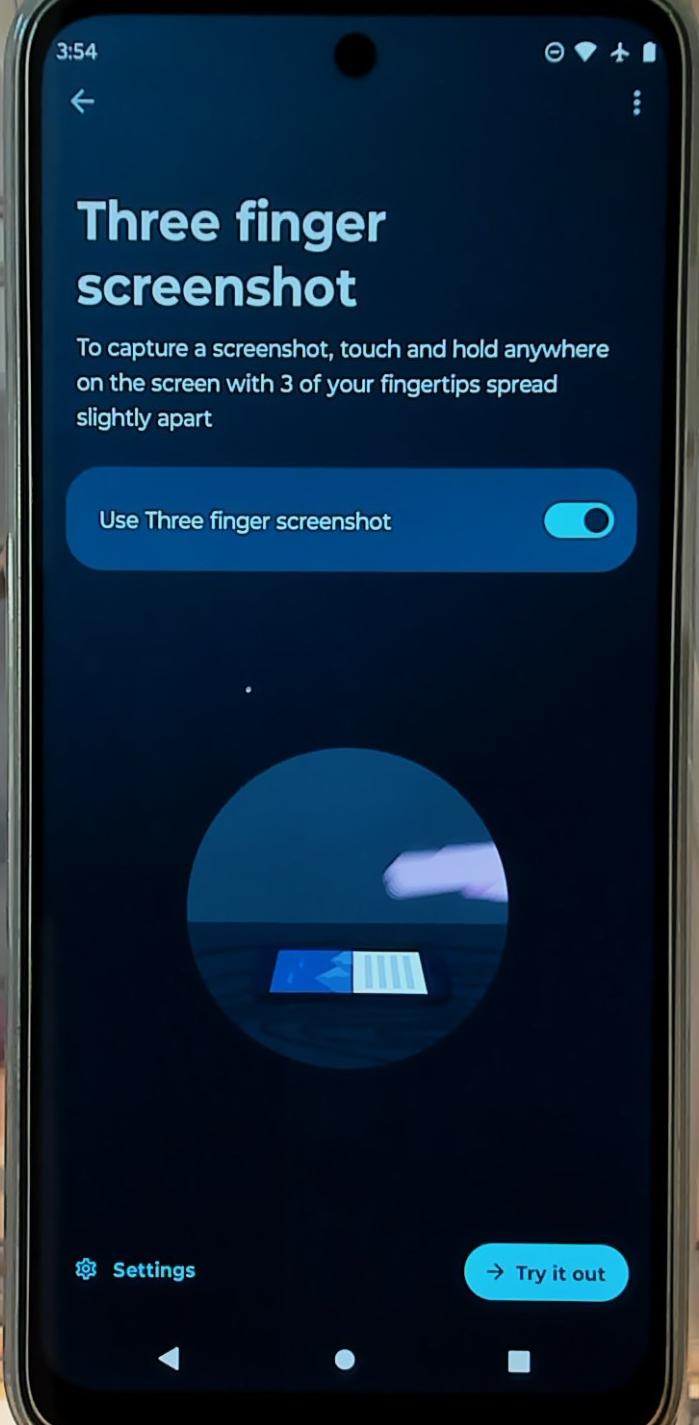 3:54
Three finger
screenshot
To capture a screenshot, touch and hold anywhere
on the screen with 3 of your fingertips spread
slightly apart
Use Three finger screenshot
Settings
Try it out